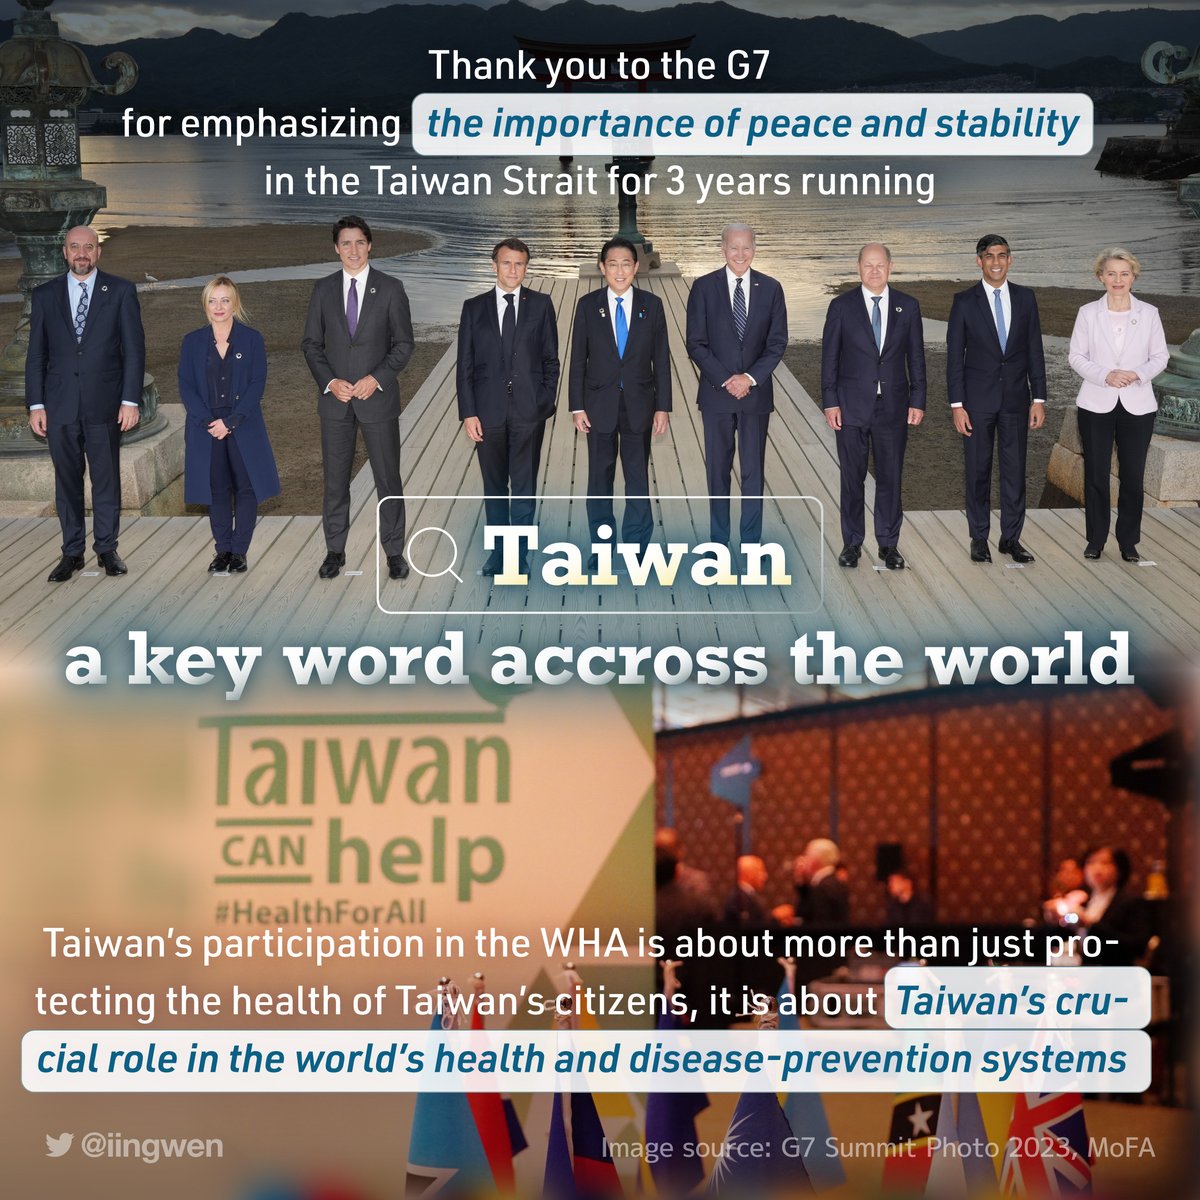 Thank you to the G7
for emphasizing the importance of peace and stability
in the Taiwan Strait for 3 years running
Taiwan
a key word accross the world
Taiwan
CAN help
#HealthForAll
Taiwan's participation in the WHA is about more than just pro-
tecting the health of Taiwan's citizens, it is about Taiwan's cru-
cial role in the world's health and disease-prevention systems
@iingwen
Image source: G7 Summit Photo 2023, MoFA